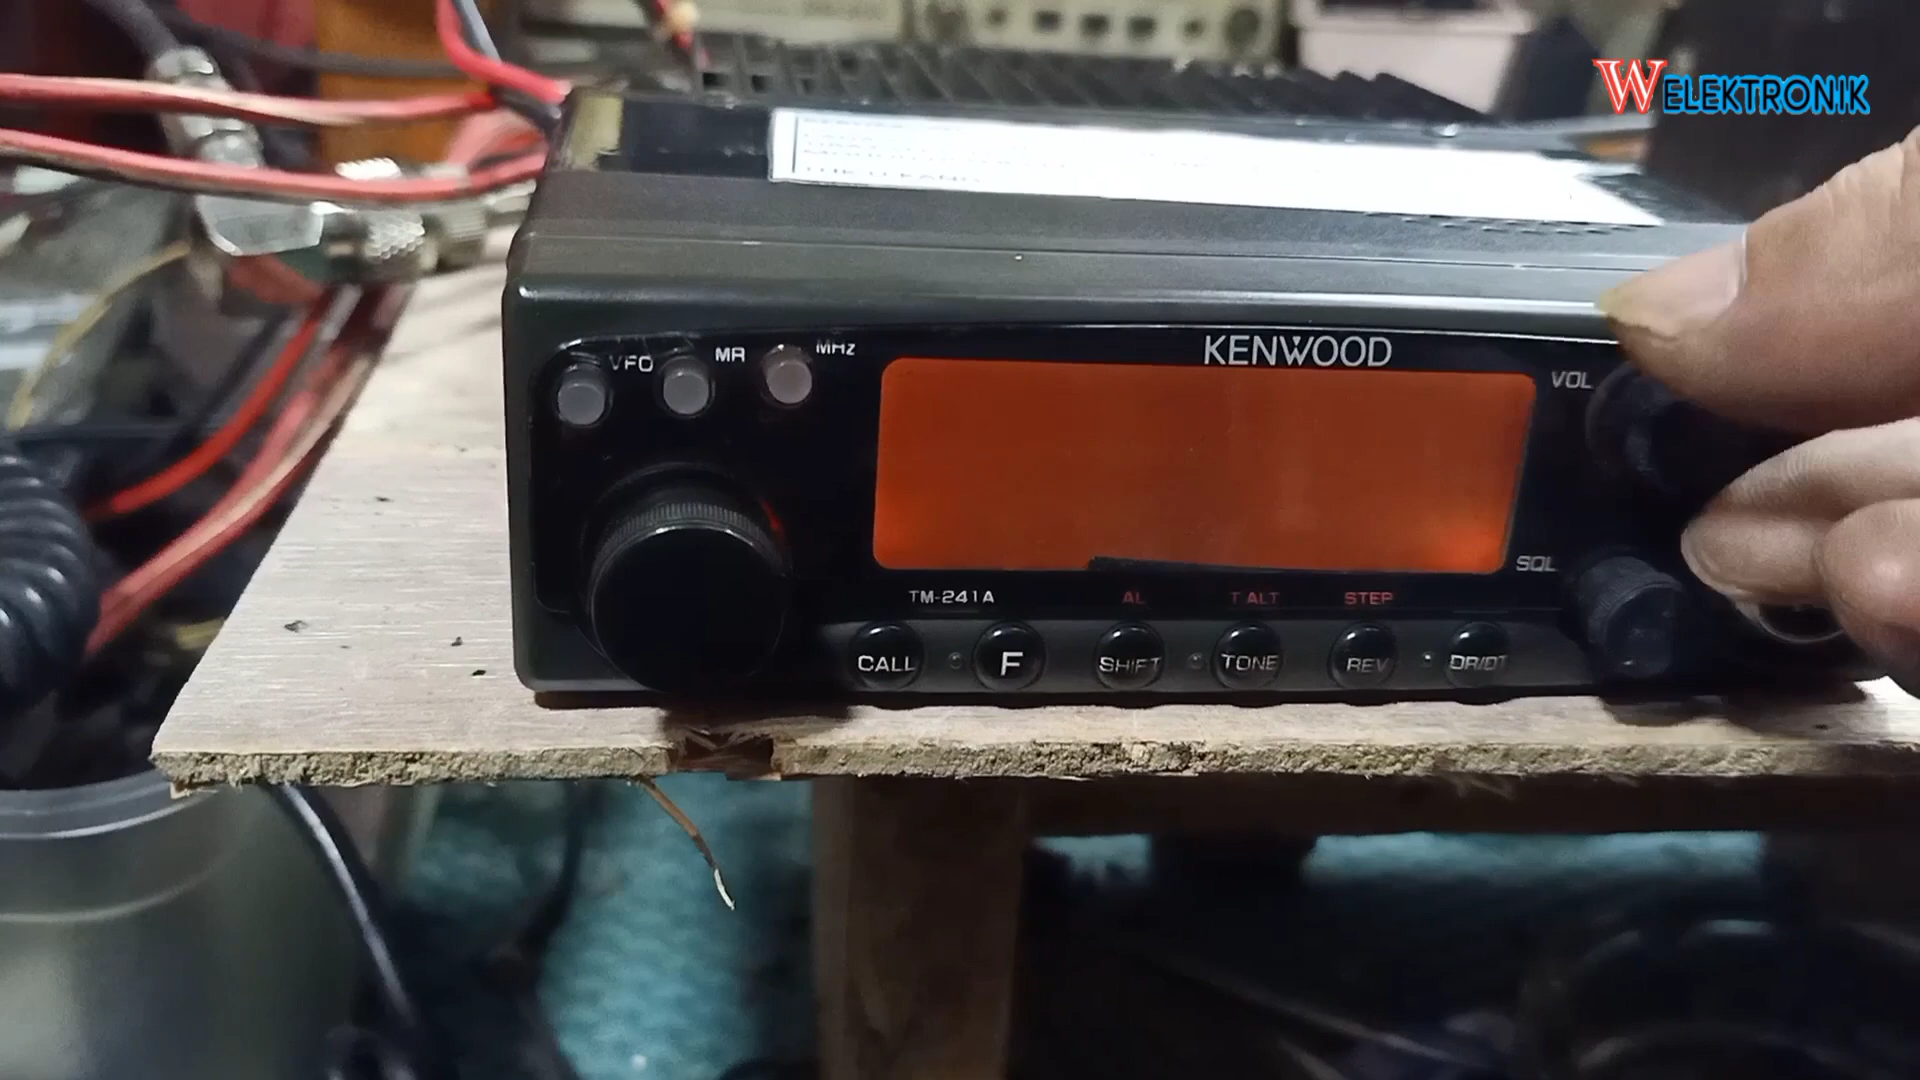 WELEKTRONIK
VFO
MR
MHz
KENWOOD
VOL
SQL
TM-241A
AL
T ALT
STEP
CALL
F
SHIFT
TONE
REV
DR/DT